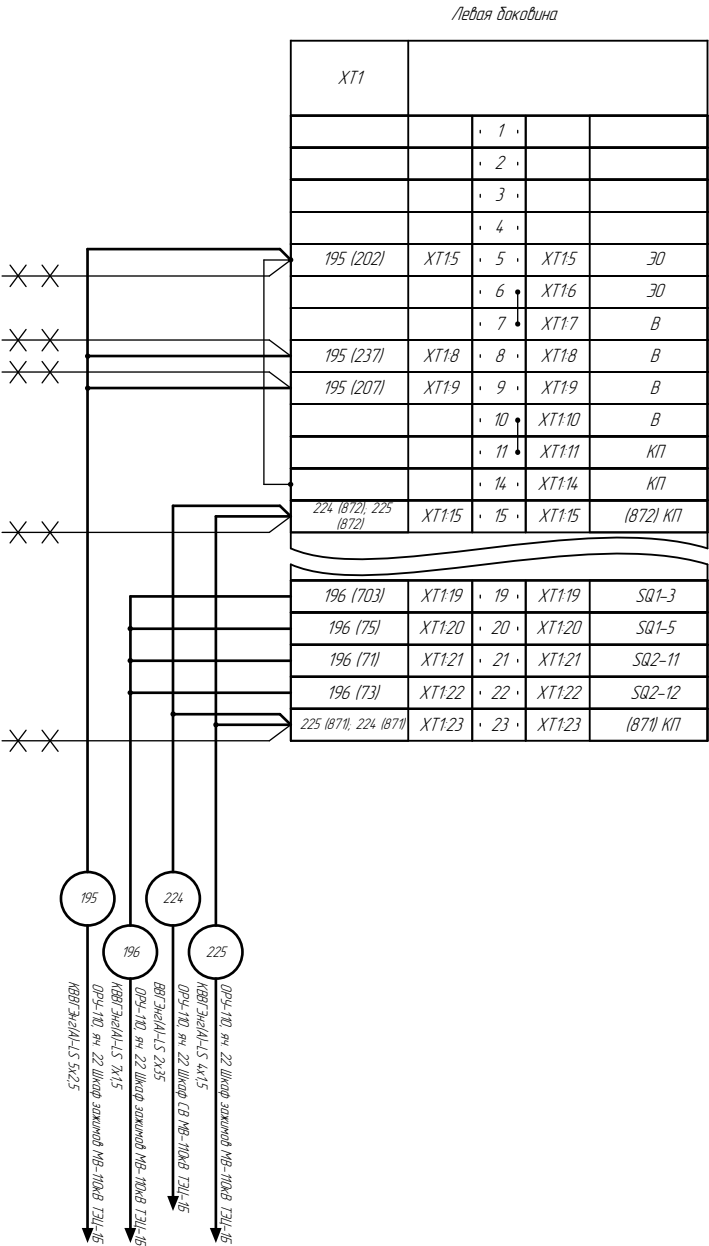 Левая боковина
XT1
1
2
3
4
195 (202) XT1:5 5 XT1:5 ЭО
6 XT1:6 ЭО
7 XT1:7 В
195 (237) XT1:8 8 XT1:8 В
195 (207) XT1:9 9 XT1:9 В
10 XT1:10 В
11 XT1:11 КП
14 XT1:14 КП
224 (872); 225
(872) XT1:15 15 XT1:15 (872) КП
196 (703) XT1:19 19 XT1:19 SQ1-3
196 (75) XT1:20 20 XT1:20 SQ1-5
196 (71) XT1:21 21 XT1:21 SQ2-11
196 (73) XT1:22 22 XT1:22 SQ2-12
225 (871); 224 (871) XT1:23 23 XT1:23 (871) КП
195
224
196
225
КВВГЭнг(А)-LS 5х2,5
ОРУ-110, яч. 22 Шкаф зажимов МВ-110кВ ТЭЦ-16
КВВГЭнг(А)-LS 7х1,5
ОРУ-110, яч. 22 Шкаф зажимов МВ-110кВ ТЭЦ-16
ВВГЭнг(А)-LS 2х35
ОРУ-110, яч. 22 Шкаф СВ МВ-110кВ ТЭЦ-16
КВВГЭнг(А)-LS 4х1,5
ОРУ-110, яч. 22 Шкаф зажимов МВ-110кВ ТЭЦ-16